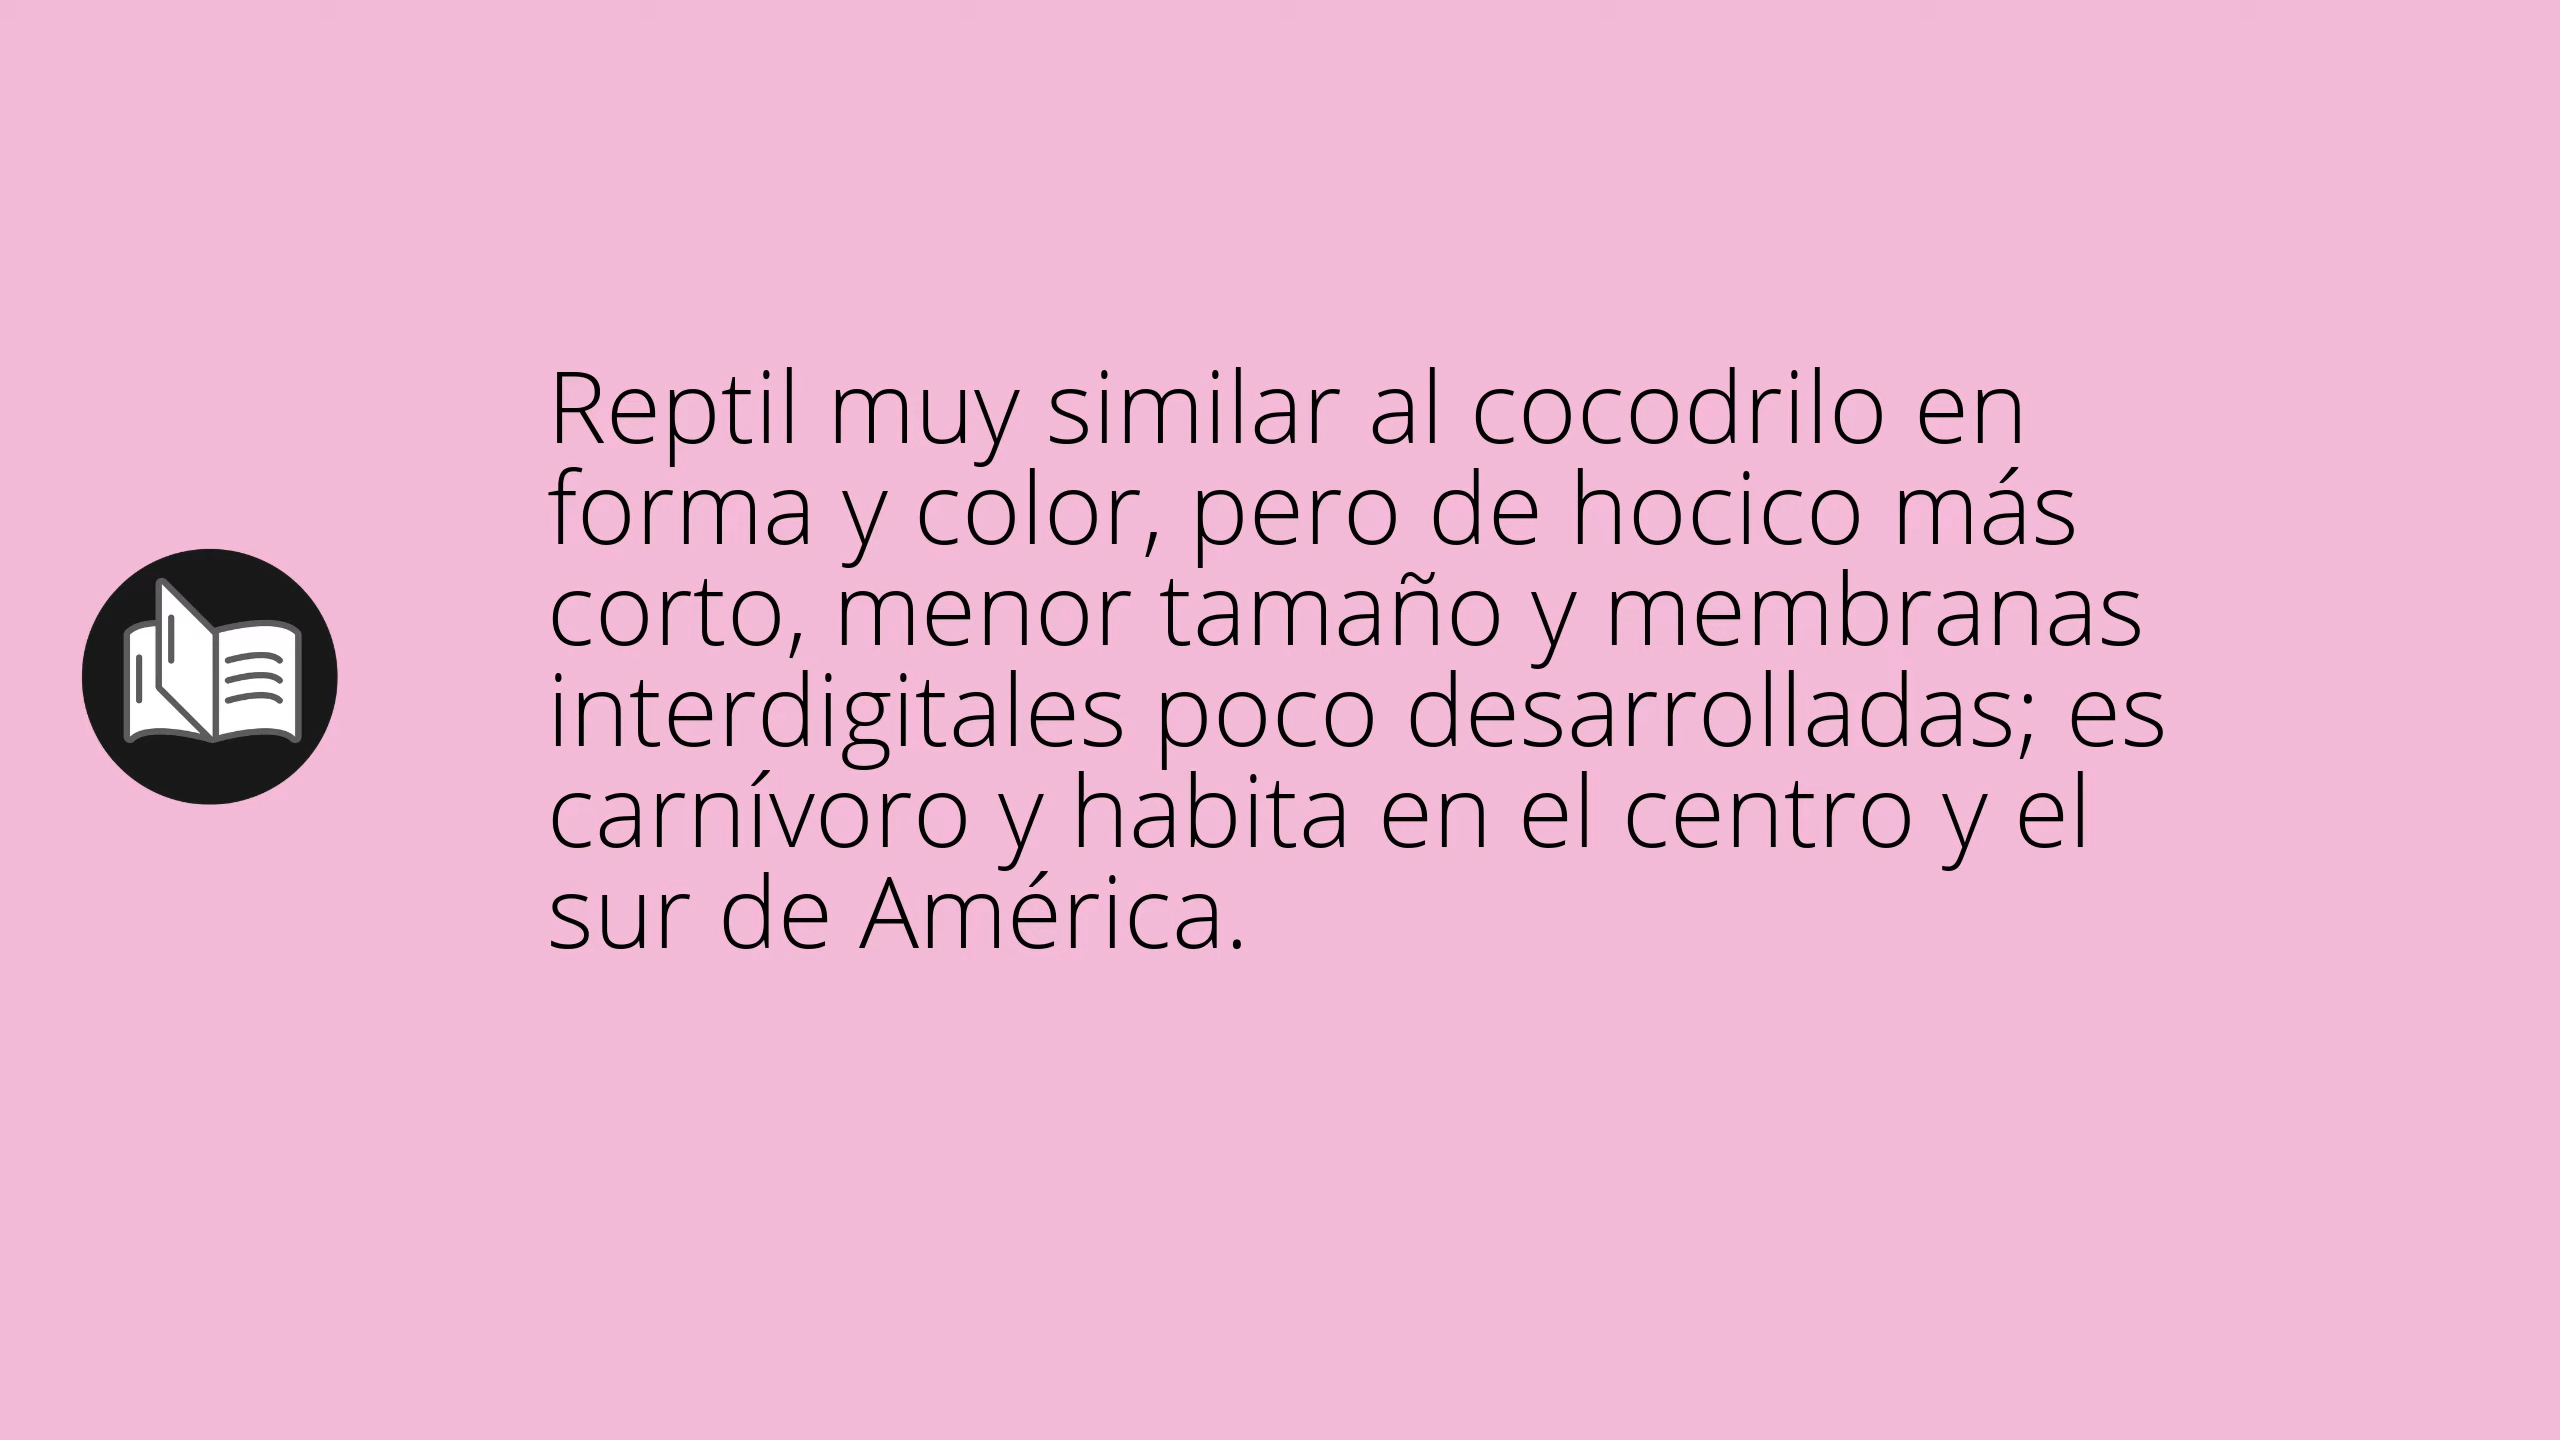 Reptil muy similar al cocodrilo en
forma y color, pero de hocico más
corto, menor tamaño y membranas
interdigitales poco desarrolladas; es
carnívoro y habita en el centro y el
sur de América.